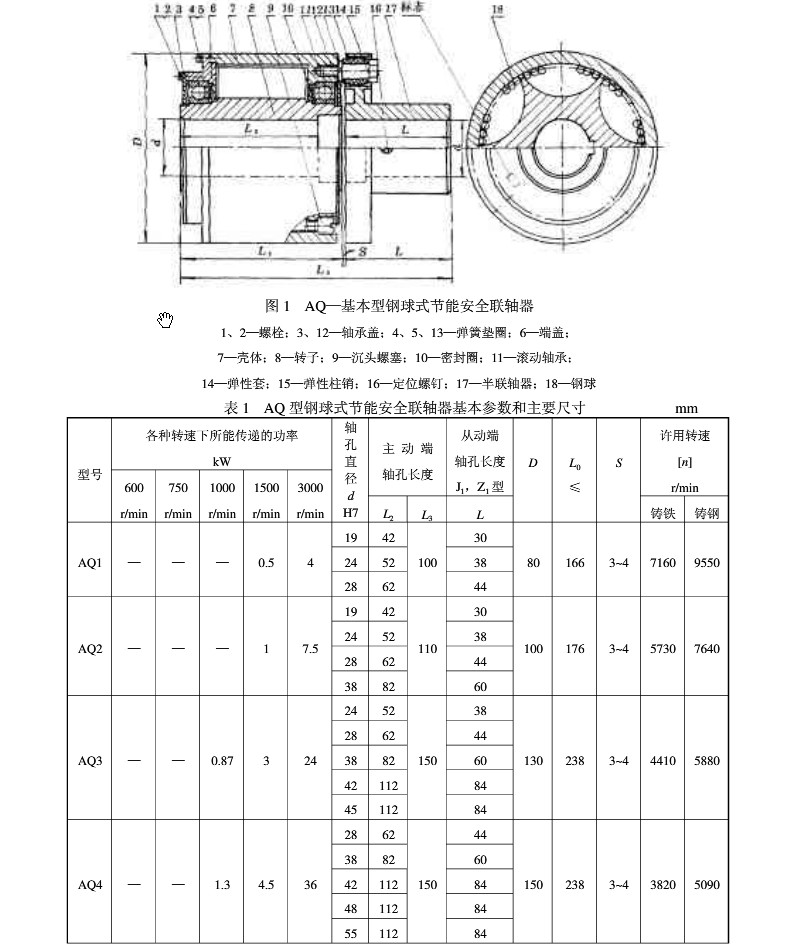 1 2 3 4 5 6 7 8 9 10 11 12 13 14 15 16 17 标志 18
D d L₂ L d
L₃ S L
L₀
图 1 AQ—基本型钢球式节能安全联轴器
1、2—螺栓；3、12—轴承盖；4、5、13—弹簧垫圈；6—端盖；
7—壳体；8—转子；9—沉头螺塞；10—密封圈；11—滚动轴承；
14—弹性套；15—弹性柱销；16—定位螺钉；17—半联轴器；18—钢球
表 1 AQ 型钢球式节能安全联轴器基本参数和主要尺寸 mm
型号 各种转速下所能传递的功率 kW 轴孔直径 d H7 主 动 端 轴孔长度 从动端 轴孔长度 J₁，Z₁ 型 D L₀ ≤ S 许用转速 [n] r/min
600 r/min 750 r/min 1000 r/min 1500 r/min 3000 r/min L₂ L₃ L 铸铁 铸钢
19 42 30
AQ1 — — — 0.5 4 24 52 100 38 80 166 3~4 7160 9550
28 62 44
19 42 30
24 52 38
AQ2 — — — 1 7.5 110 100 176 3~4 5730 7640
28 62 44
38 82 60
24 52 38
28 62 44
AQ3 — — 0.87 3 24 38 82 150 60 130 238 3~4 4410 5880
42 112 84
45 112 84
28 62 44
38 82 60
AQ4 — — 1.3 4.5 36 42 112 150 84 150 238 3~4 3820 5090
48 112 84
55 112 84